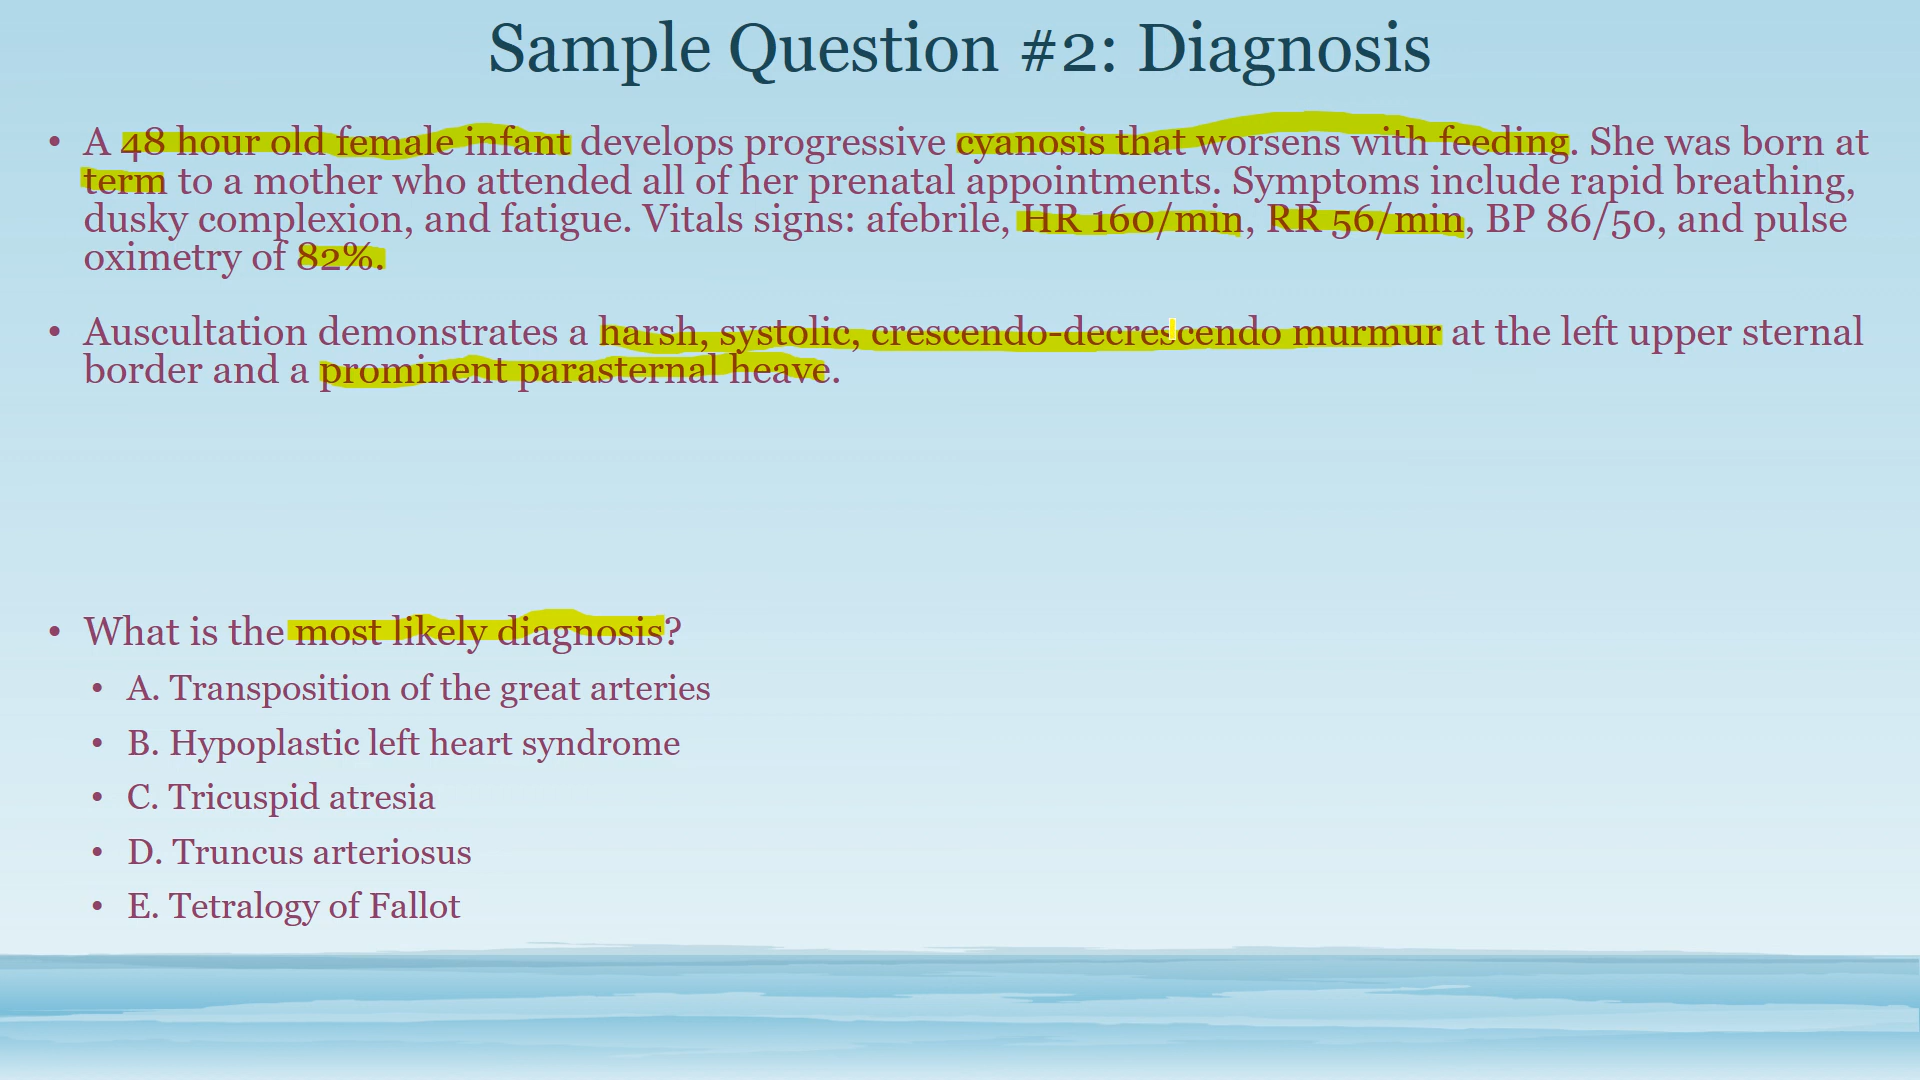 Sample Question #2: Diagnosis
• A 48 hour old female infant develops progressive cyanosis that worsens with feeding. She was born at
term to a mother who attended all of her prenatal appointments. Symptoms include rapid breathing,
dusky complexion, and fatigue. Vitals signs: afebrile, HR 160/min, RR 56/min, BP 86/50, and pulse
oximetry of 82%.
• Auscultation demonstrates a harsh, systolic, crescendo-decrescendo murmur at the left upper sternal
border and a prominent parasternal heave.
• What is the most likely diagnosis?
• A. Transposition of the great arteries
• B. Hypoplastic left heart syndrome
• C. Tricuspid atresia
• D. Truncus arteriosus
• E. Tetralogy of Fallot